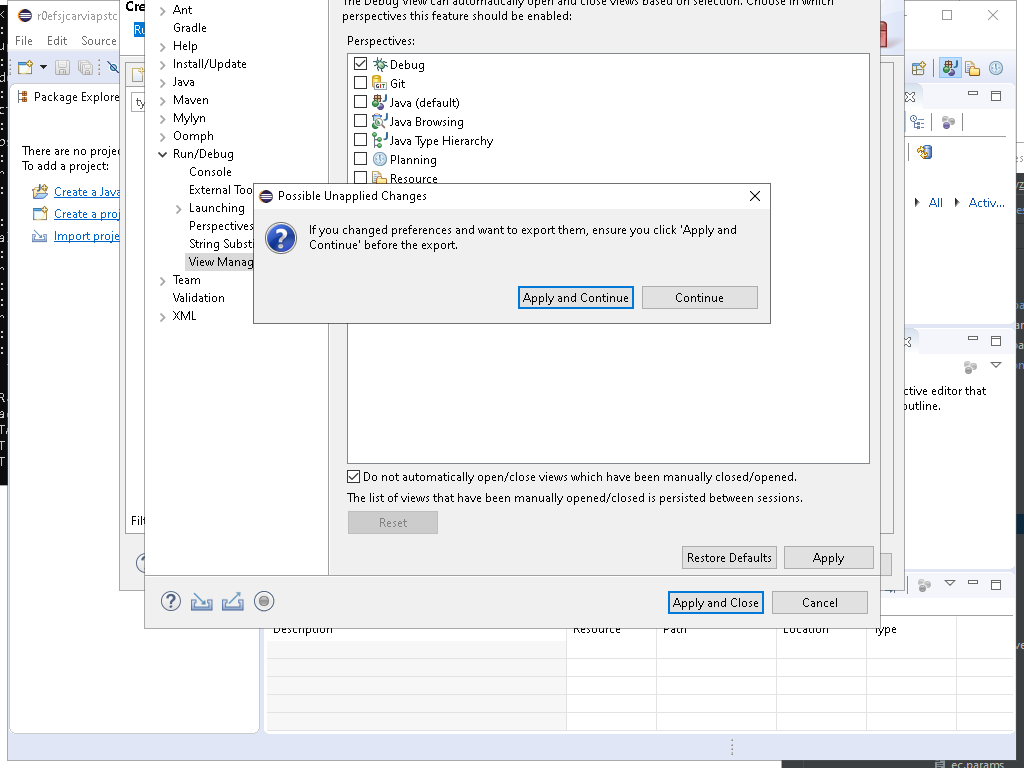 r0efsjcarviapstc
Cre
File Edit Source
Ru
Package Explore
ty
There are no proje
To add a project:
Create a Java
Create a proj
Import proje
Filt
Ant
Gradle
Help
Install/Update
Java
Maven
Mylyn
Oomph
Run/Debug
Console
External Too
Launching
Perspectives
String Subst
View Manag
Team
Validation
XML
The Debug View can automatically open and close views based on selection. Choose in which
perspectives this feature should be enabled:
Perspectives:
Debug
Git
Java (default)
Java Browsing
Java Type Hierarchy
Planning
Resource
Possible Unapplied Changes
If you changed preferences and want to export them, ensure you click 'Apply and
Continue' before the export.
Apply and Continue
Continue
Do not automatically open/close views which have been manually closed/opened.
The list of views that have been manually opened/closed is persisted between sessions.
Reset
Restore Defaults
Apply
Apply and Close
Cancel
All
Activ...
ctive editor that
outline.
Description Resource Path Location Type
ec.params